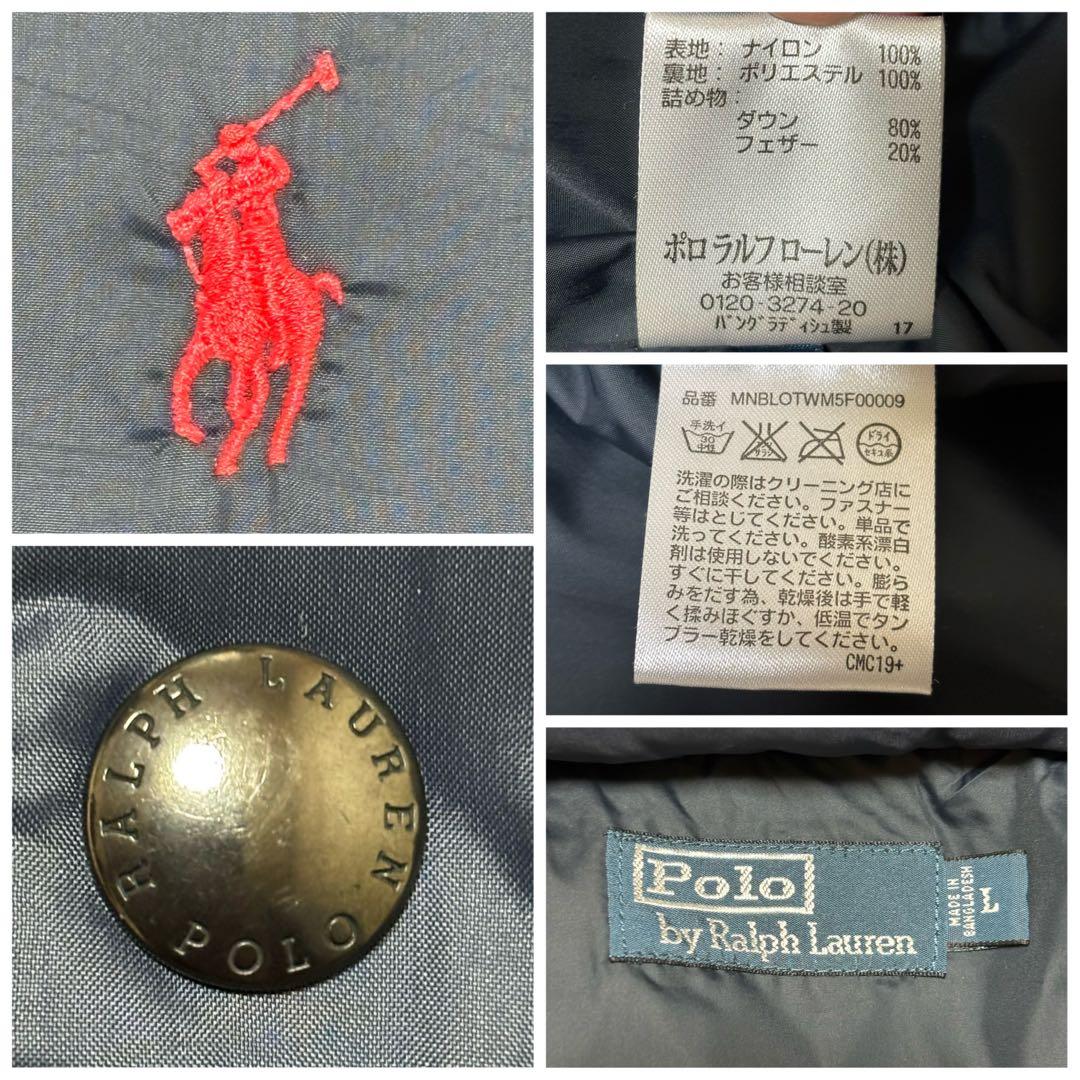 表地: ナイロン 100%
裏地: ポリエステル 100%
詰め物:
ダウン 80%
フェザー 20%
ポロ ラルフ ローレン(株)
お客様相談室
0120-3274-20
バングラディシュ製 17
品番 MNBLOTWM5F00009
手洗イ
30
中性
エンソ
サラシ
ドライ
セキユ系
洗濯の際はクリーニング店に
ご相談ください。ファスナー
等はとじてください。単品で
洗ってください。酸素系漂白
剤は使用しないでください。
すぐに干してください。膨ら
みをだす為、乾燥後は手で軽
く揉みほぐすか、低温でタン
ブラー乾燥をしてください。
CMC19+
RALPH LAUREN
POLO
Polo
by Ralph Lauren
MADE IN
BANGLADESH
L